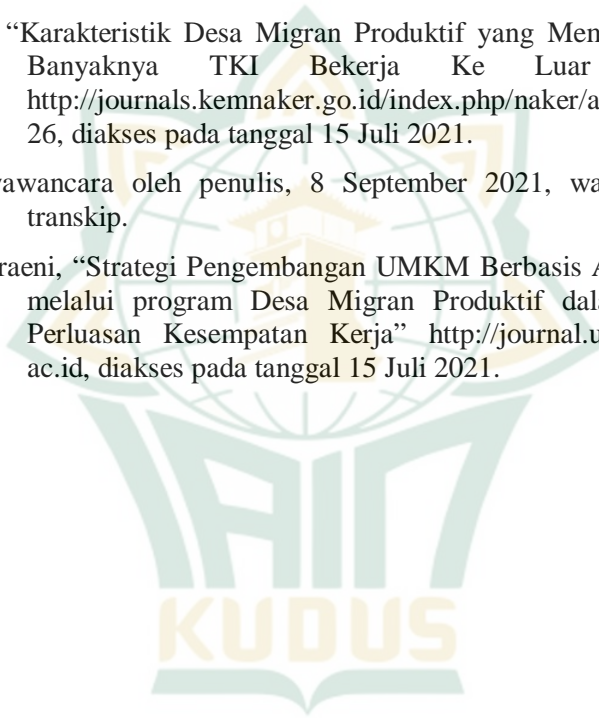 “Karakteristik Desa Migran Produktif yang Men
Banyaknya TKI Bekerja Ke Luar
http://journals.kemnaker.go.id/index.php/naker/a
26, diakses pada tanggal 15 Juli 2021.
awancara oleh penulis, 8 September 2021, wa
transkip.
raeni, “Strategi Pengembangan UMKM Berbasis A
melalui program Desa Migran Produktif dal
Perluasan Kesempatan Kerja” http://journal.u
ac.id, diakses pada tanggal 15 Juli 2021.
IAIN
KUDUS